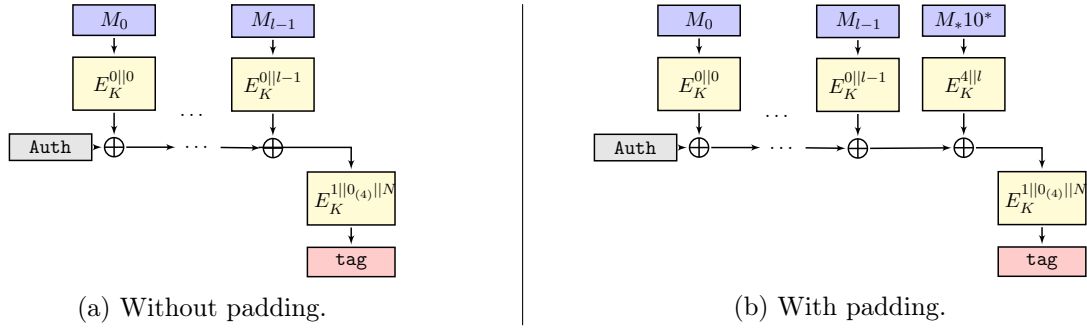 M_0 M_{l-1}
E_K^{0||0} E_K^{0||l-1}
...
Auth ⊕ ... ⊕
E_K^{1||0_{(4)}||N}
tag
(a) Without padding.
M_0 M_{l-1} M_*10^*
E_K^{0||0} E_K^{0||l-1} E_K^{4||l}
...
Auth ⊕ ... ⊕ ⊕
E_K^{1||0_{(4)}||N}
tag
(b) With padding.